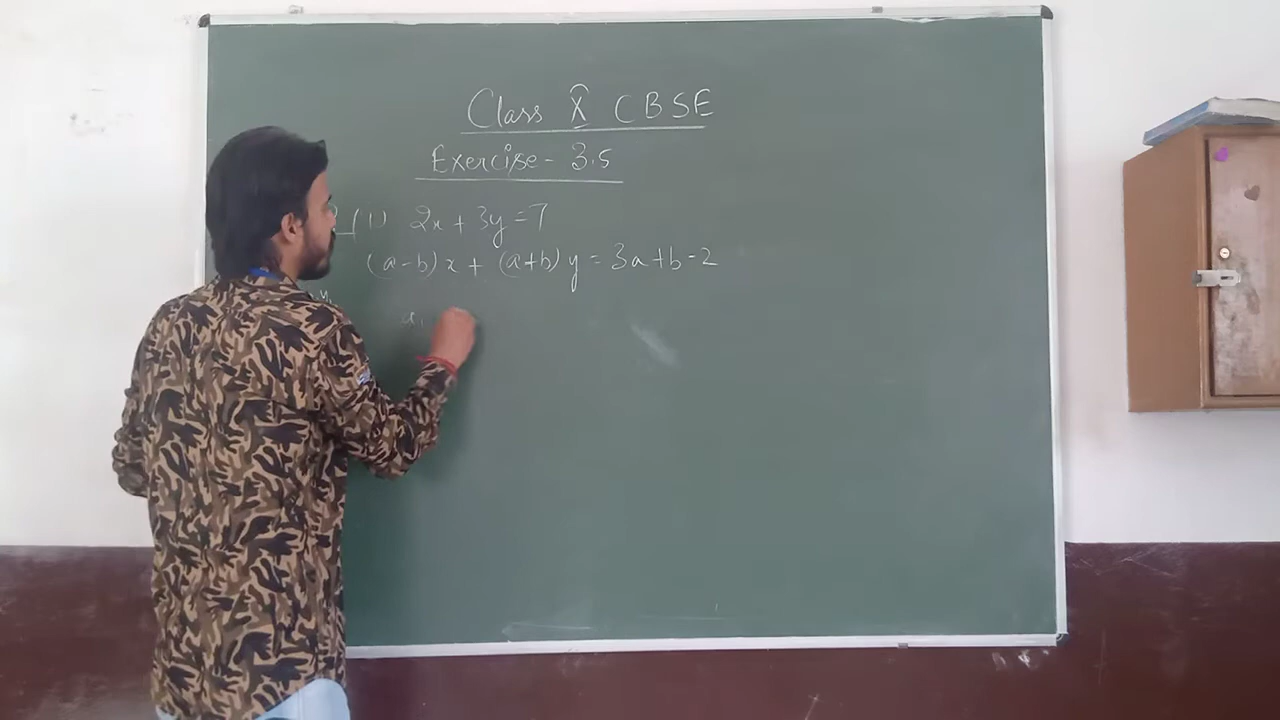 Class X CBSE
Exercise - 3.5
(1) 2x + 3y = 7
(a-b)x + (a+b)y = 3a+b-2
y,
a,